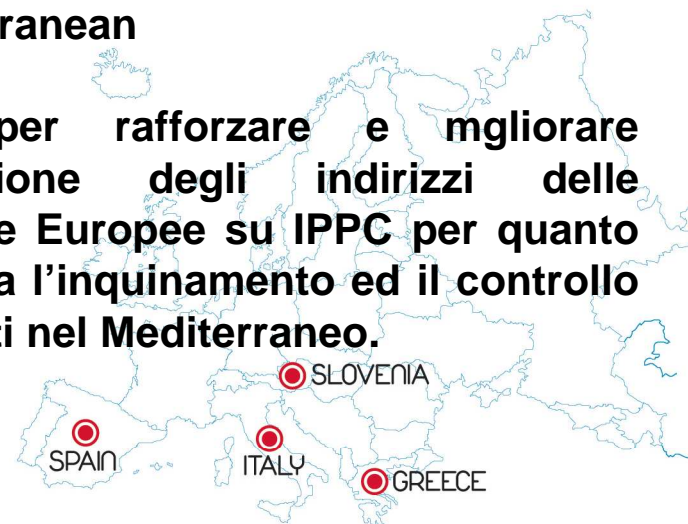 ranean
per rafforzare e mgliorare
ione degli indirizzi delle
e Europee su IPPC per quanto
a l'inquinamento ed il controllo
ti nel Mediterraneo.
SLOVENIA
SPAIN
ITALY
GREECE